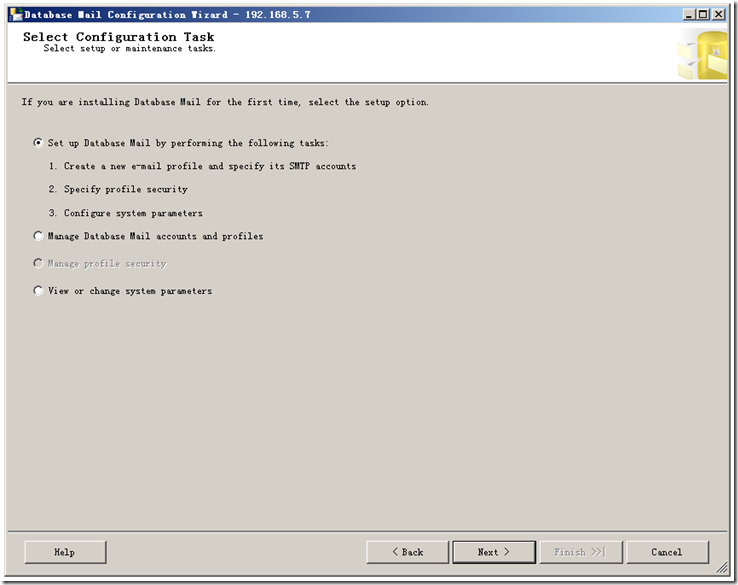 Database Mail Configuration Wizard - 192.168.5.7
Select Configuration Task
Select setup or maintenance tasks.
If you are installing Database Mail for the first time, select the setup option.
Set up Database Mail by performing the following tasks:
1. Create a new e-mail profile and specify its SMTP accounts
2. Specify profile security
3. Configure system parameters
Manage Database Mail accounts and profiles
Manage profile security
View or change system parameters
Help
< Back
Next >
Finish >>|
Cancel